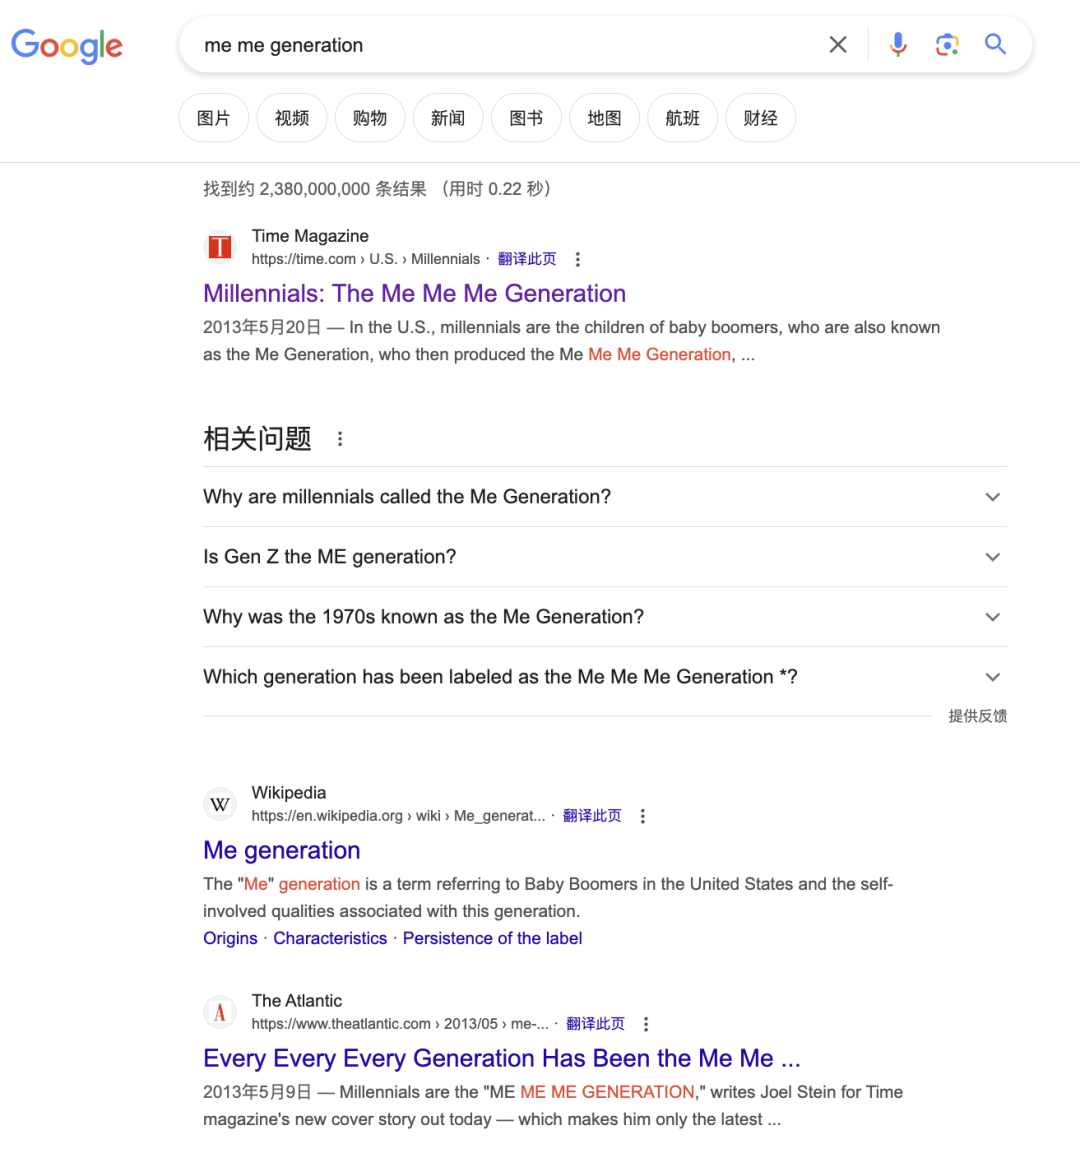 Google
me me generation
图片 视频 购物 新闻 图书 地图 航班 财经
找到约 2,380,000,000 条结果 （用时 0.22 秒）
Time Magazine
https://time.com › U.S. › Millennials · 翻译此页
Millennials: The Me Me Me Generation
2013年5月20日 — In the U.S., millennials are the children of baby boomers, who are also known
as the Me Generation, who then produced the Me Me Me Generation, ...
相关问题
Why are millennials called the Me Generation?
Is Gen Z the ME generation?
Why was the 1970s known as the Me Generation?
Which generation has been labeled as the Me Me Me Generation *?
提供反馈
W
Wikipedia
https://en.wikipedia.org › wiki › Me_generat... · 翻译此页
Me generation
The "Me" generation is a term referring to Baby Boomers in the United States and the self-
involved qualities associated with this generation.
Origins · Characteristics · Persistence of the label
A
The Atlantic
https://www.theatlantic.com › 2013/05 › me-... · 翻译此页
Every Every Every Generation Has Been the Me Me ...
2013年5月9日 — Millennials are the "ME ME ME GENERATION," writes Joel Stein for Time
magazine's new cover story out today — which makes him only the latest ...